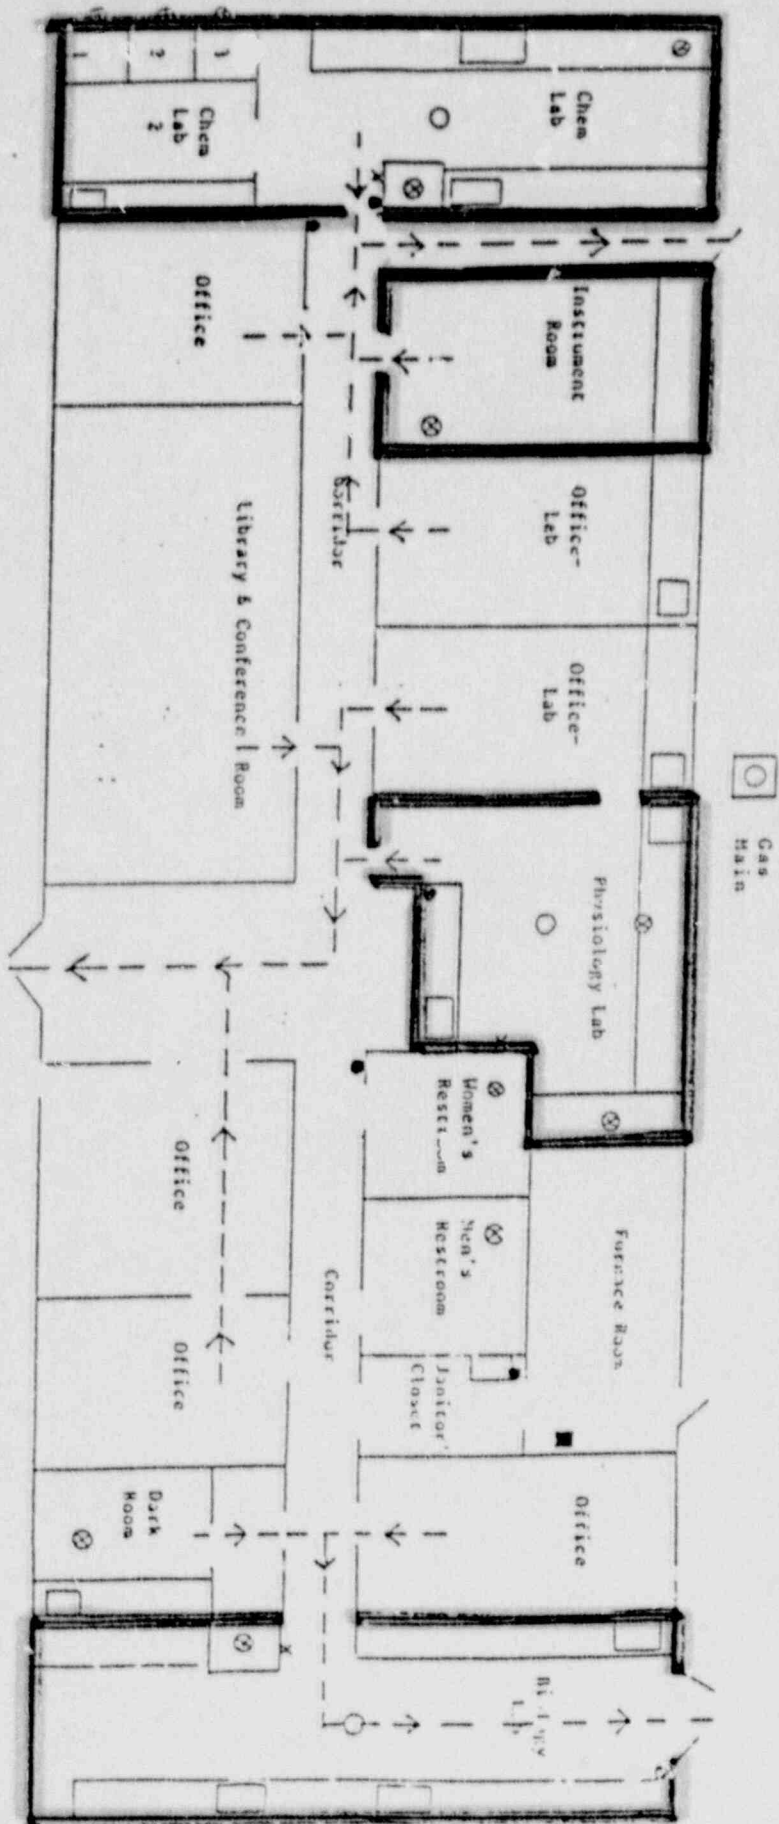 1
2
3
Chem
Lab
2
Chem
Lab
Office
Instrument
Room
Corridor
Office-
Lab
Library & Conference Room
Office-
Lab
Gas
Main
Physiology Lab
Women's
Men's
Restroom
Office
Corridor
Office
Furnace Room
Janitor'
Closet
Dark
Room
Office